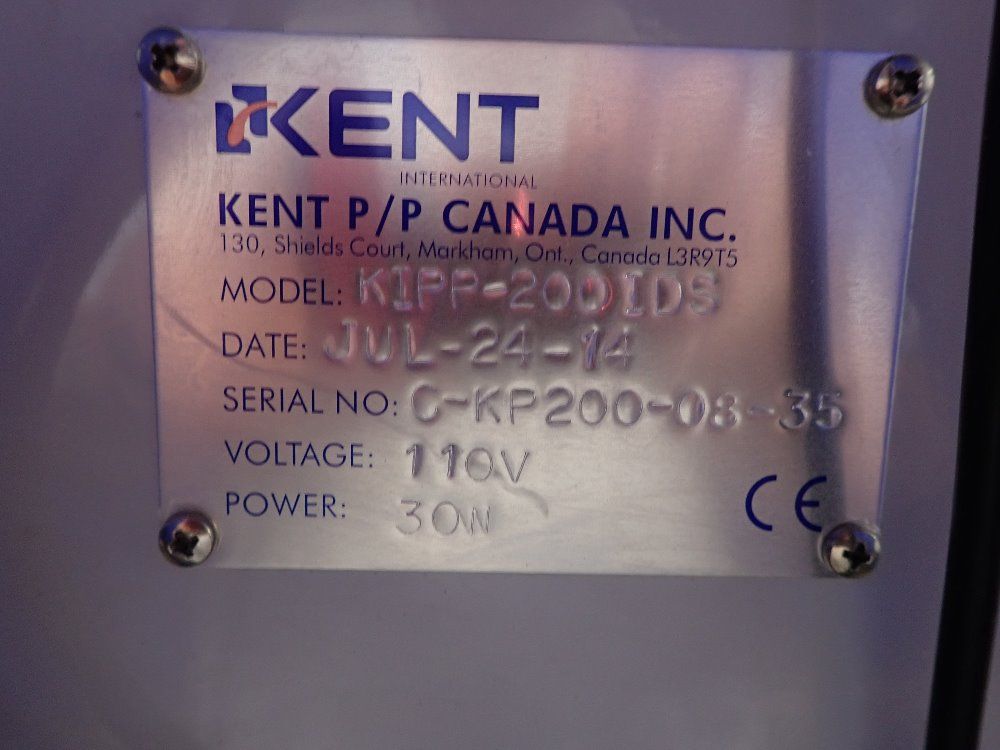 KENT
INTERNATIONAL
KENT P/P CANADA INC.
130, Shields Court, Markham, Ont., Canada L3R9T5
MODEL: KIPP-200IDS
DATE: JUL-24-14
SERIAL NO: C-KP200-08-35
VOLTAGE: 110V
POWER: 30W
CE